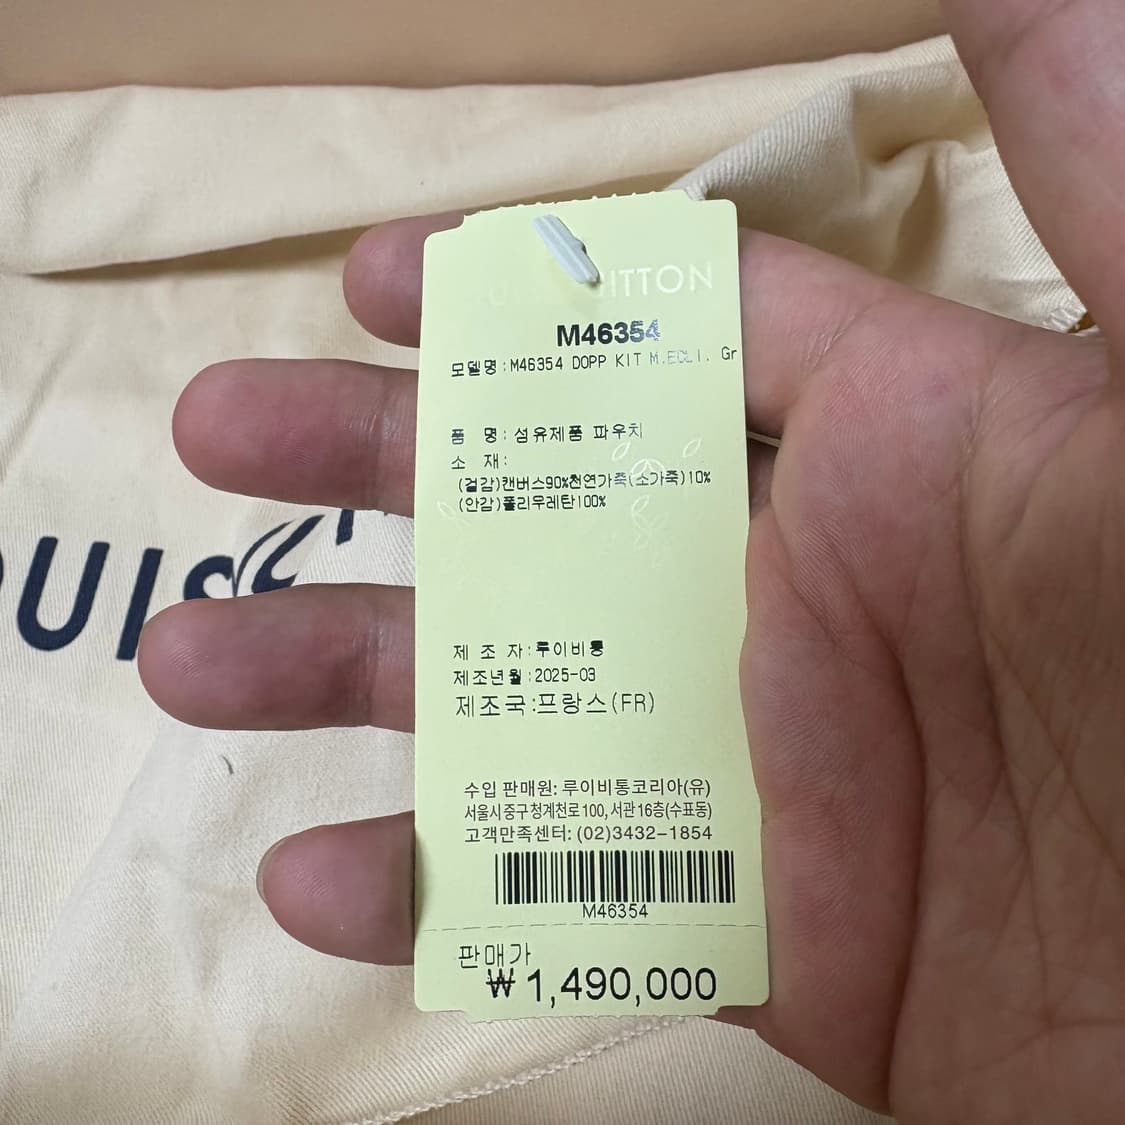 UITTON
M46354
모델명:M46354 DOPP KIT M.ECLI. Gr
품 명: 섬유제품 파우치
소 재:
(겉감)캔버스90%천연가죽(소가죽)10%
(안감)폴리우레탄100%
제 조 자:루이비통
제조년월:2025-03
제조국:프랑스(FR)
수입 판매원: 루이비통코리아(유)
서울시 중구 청계천로 100, 서관 16층(수표동)
고객만족센터: (02)3432-1854
M46354
판매가
₩ 1,490,000
OUIS